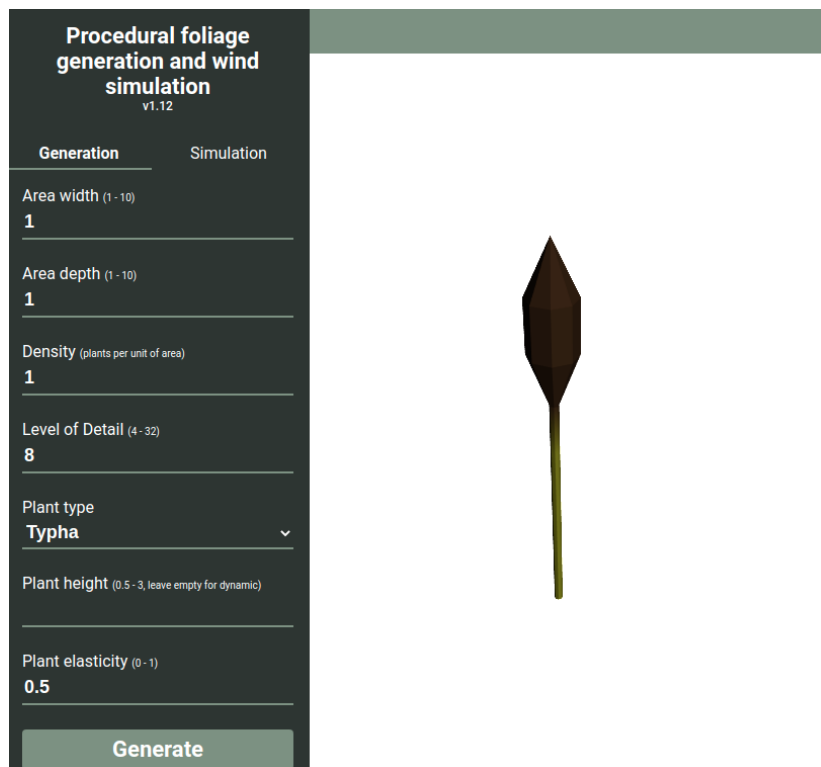 Procedural foliage
generation and wind
simulation
v1.12
Generation Simulation
Area width (1 - 10)
1
Area depth (1 - 10)
1
Density (plants per unit of area)
1
Level of Detail (4 - 32)
8
Plant type
Typha
Plant height (0.5 - 3, leave empty for dynamic)
Plant elasticity (0 - 1)
0.5
Generate